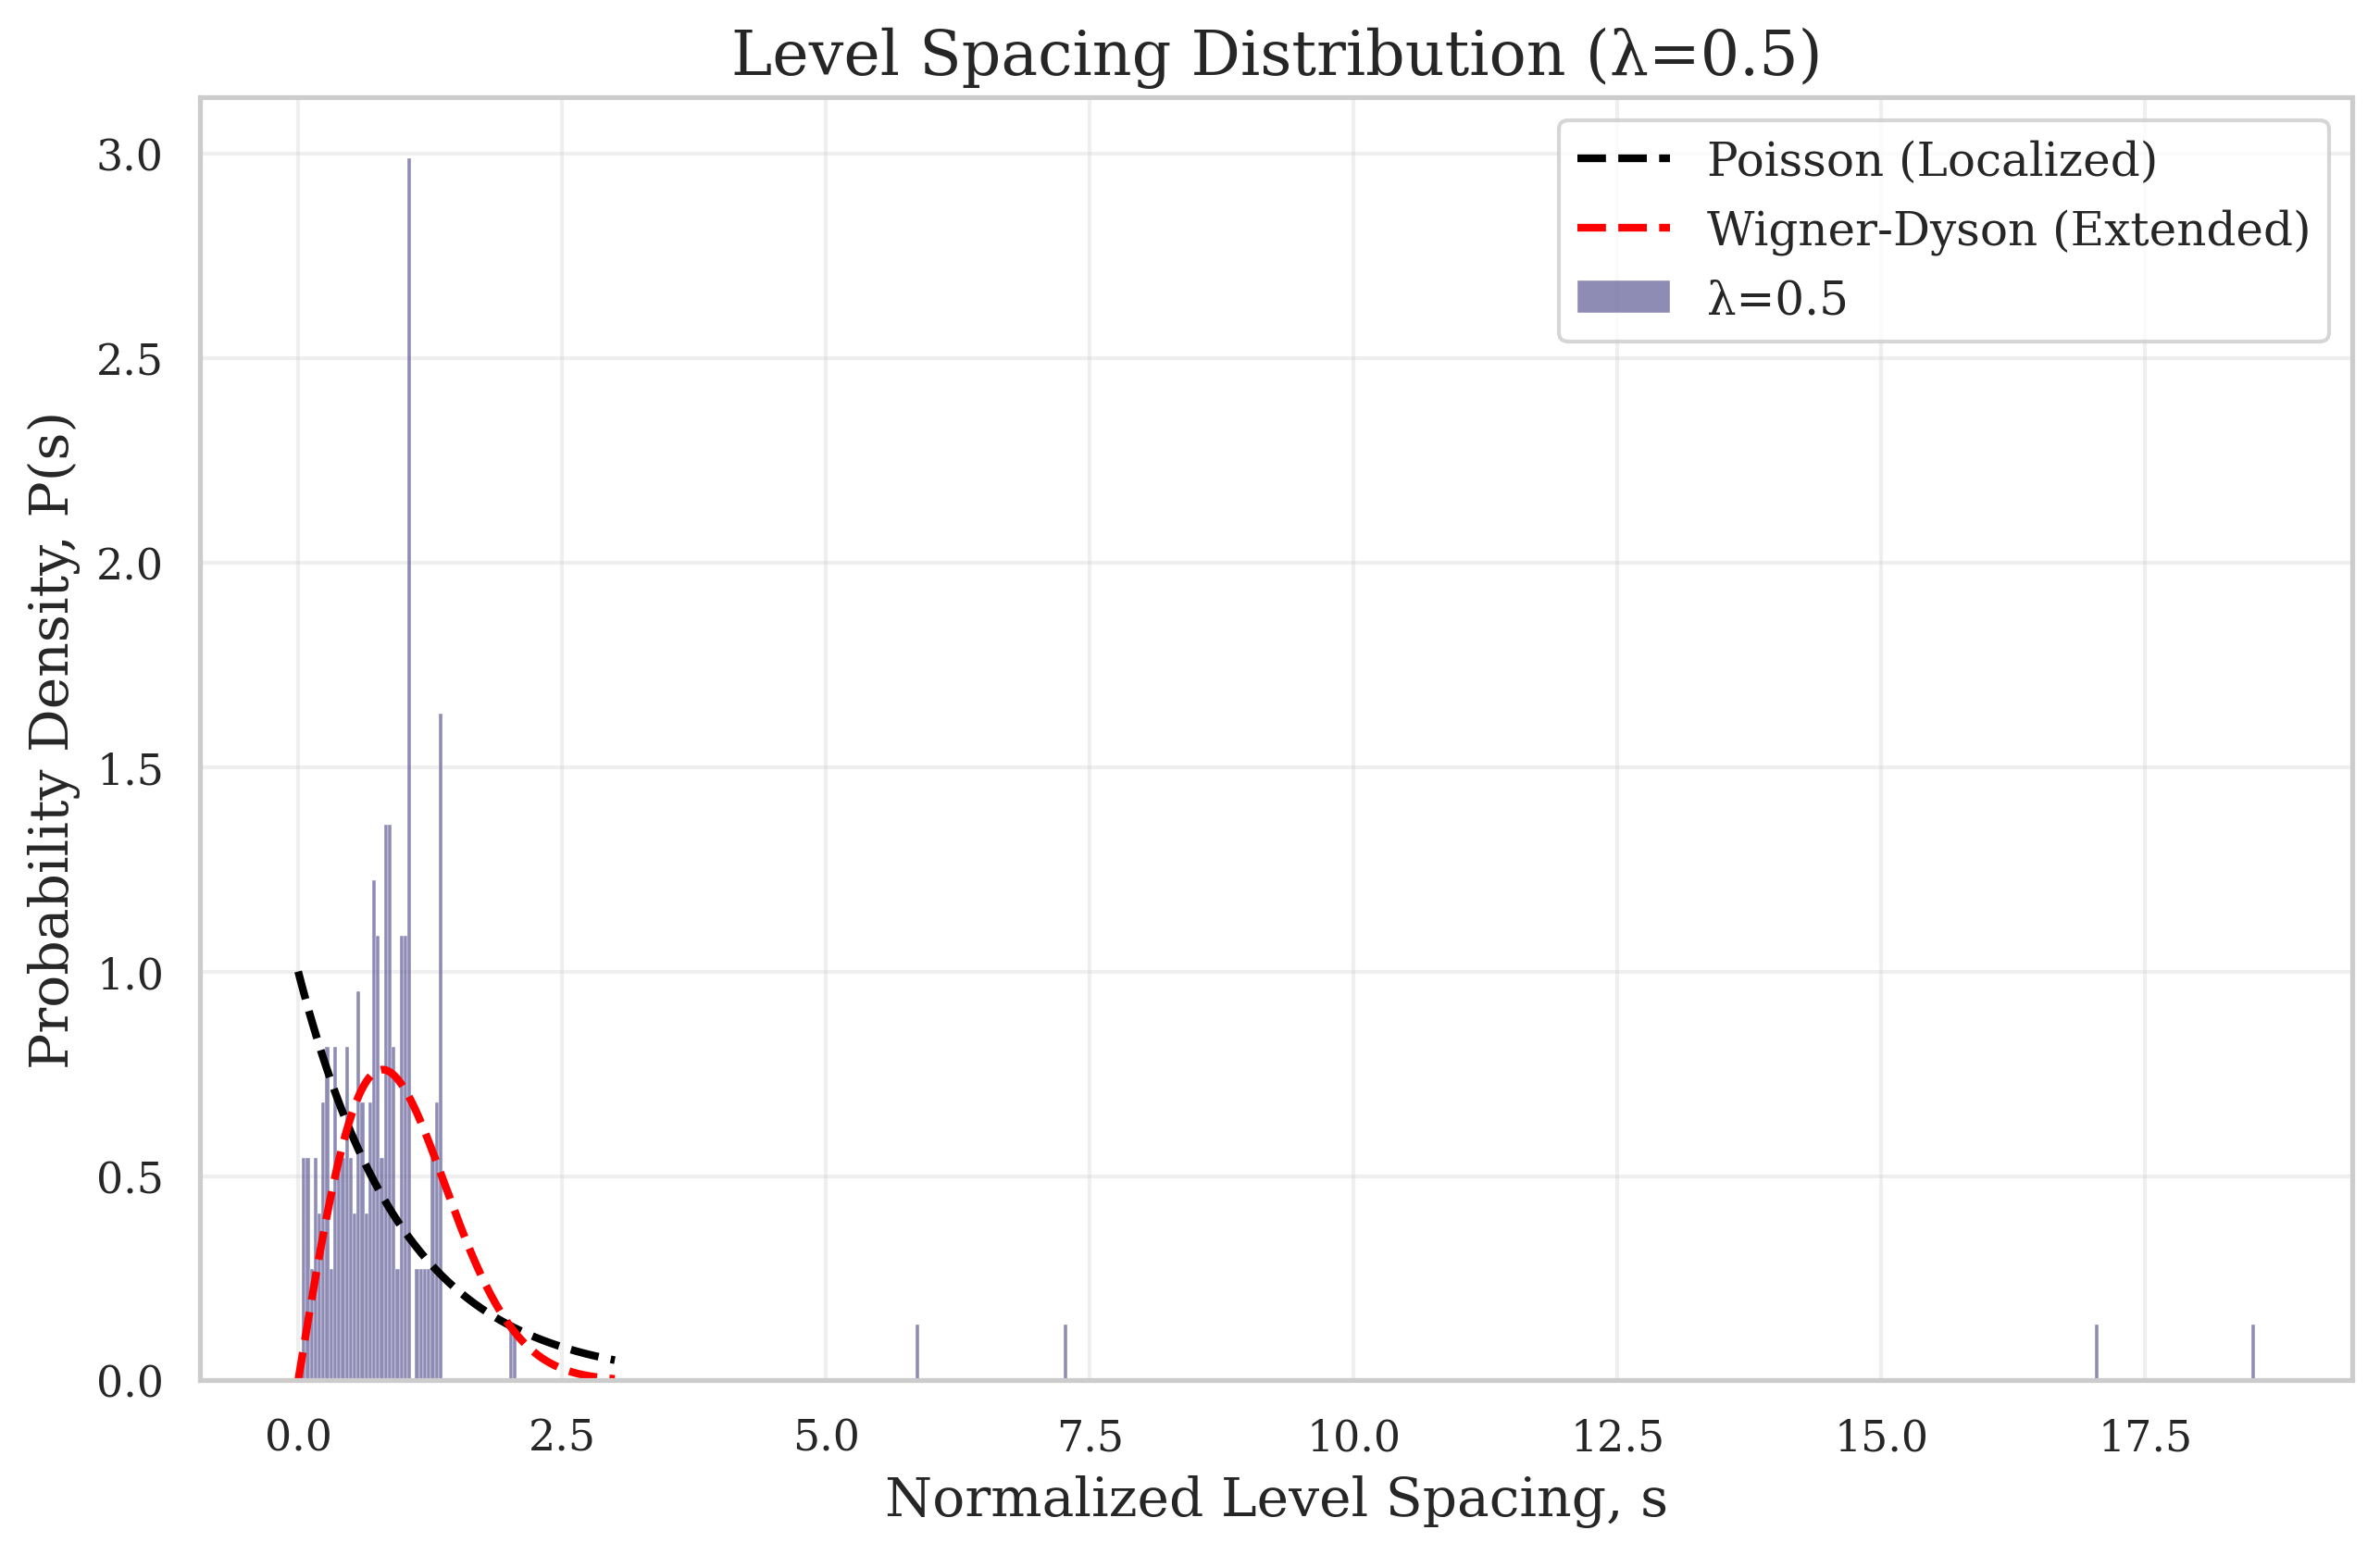 Level Spacing Distribution (λ=0.5)
Poisson (Localized)
Wigner-Dyson (Extended)
λ=0.5
Probability Density, P(s)
3.0
2.5
2.0
1.5
1.0
0.5
0.0
0.0 2.5 5.0 7.5 10.0 12.5 15.0 17.5
Normalized Level Spacing, s